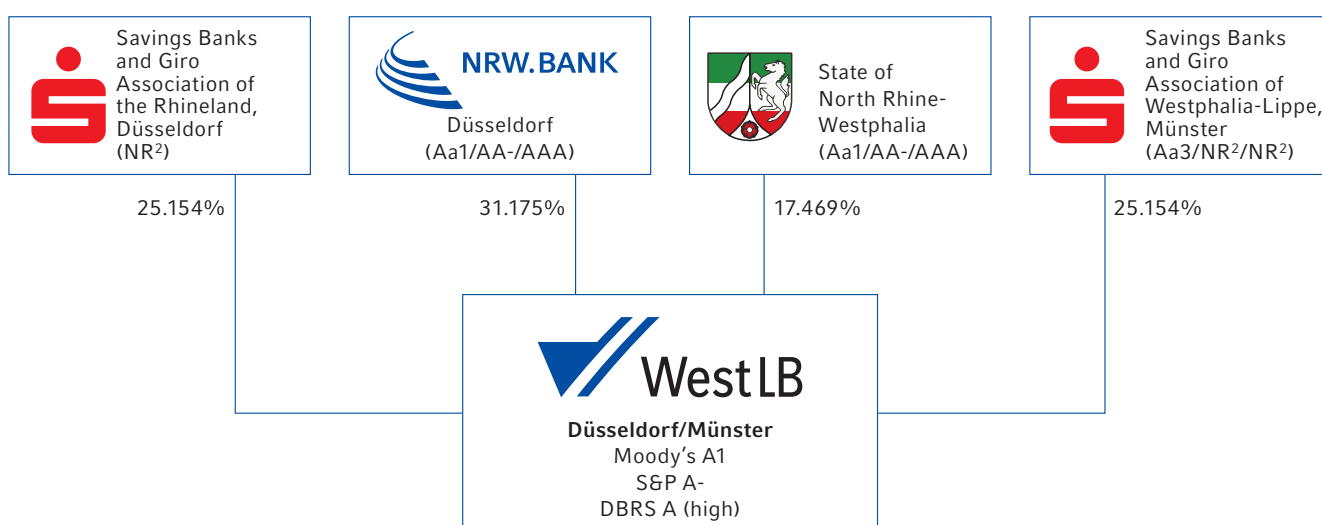 Savings Banks
and Giro
Association of
the Rhineland,
Düsseldorf
(NR²)
NRW.BANK
Düsseldorf
(Aa1/AA-/AAA)
State of
North Rhine-
Westphalia
(Aa1/AA-/AAA)
Savings Banks
and Giro
Association of
Westphalia-Lippe,
Münster
(Aa3/NR²/NR²)
25.154%
31.175%
17.469%
25.154%
WestLB
Düsseldorf/Münster
Moody’s A1
S&P A-
DBRS A (high)